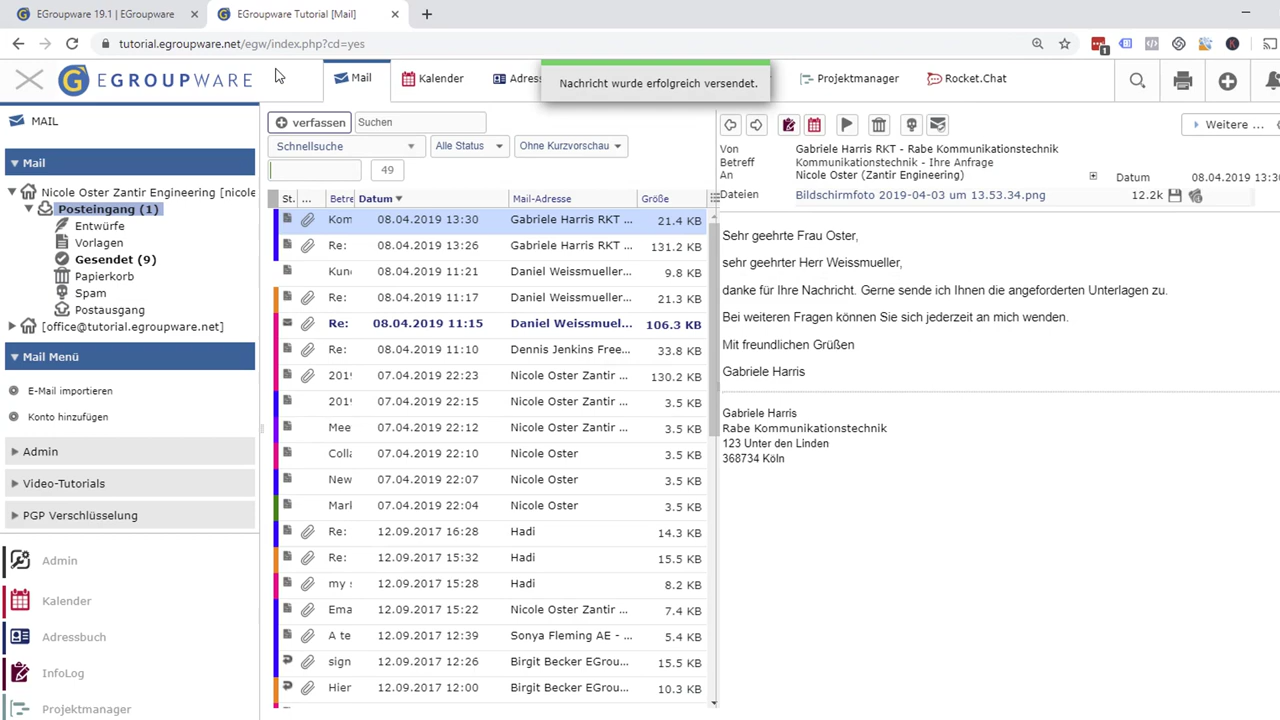 EGroupware 19.1 | EGroupware
EGroupware Tutorial [Mail]
tutorial.egroupware.net/egw/index.php?cd=yes
EGROUPWARE
Mail
Kalender
Adress
Nachricht wurde erfolgreich versendet.
Projektmanager
Rocket.Chat
MAIL
Mail
Nicole Oster Zantir Engineering [nicole
Posteingang (1)
Entwürfe
Vorlagen
Gesendet (9)
Papierkorb
Spam
Postausgang
[office@tutorial.egroupware.net]
Mail Menü
E-Mail importieren
Konto hinzufügen
Admin
Video-Tutorials
PGP Verschlüsselung
Admin
Kalender
Adressbuch
InfoLog
Projektmanager
verfassen
Suchen
Schnellsuche
Alle Status
Ohne Kurzvorschau
49
St. ... Betre Datum Mail-Adresse Größe
Kom 08.04.2019 13:30 Gabriele Harris RKT ... 21.4 KB
Re: 08.04.2019 13:26 Gabriele Harris RKT ... 131.2 KB
Kund 08.04.2019 11:21 Daniel Weissmueller... 9.8 KB
Re: 08.04.2019 11:17 Daniel Weissmueller... 21.3 KB
Re: 08.04.2019 11:15 Daniel Weissmuel... 106.3 KB
Re: 08.04.2019 11:10 Dennis Jenkins Free... 33.8 KB
201 07.04.2019 22:23 Nicole Oster Zantir ... 130.2 KB
201 07.04.2019 22:15 Nicole Oster Zantir ... 3.5 KB
Mee 07.04.2019 22:12 Nicole Oster Zantir ... 3.5 KB
Colla 07.04.2019 22:10 Nicole Oster 3.5 KB
New 07.04.2019 22:07 Nicole Oster 3.5 KB
Mark 07.04.2019 22:04 Nicole Oster 3.5 KB
Re: 12.09.2017 16:28 Hadi 14.3 KB
Re: 12.09.2017 15:32 Hadi 15.5 KB
my s 12.09.2017 15:28 Hadi 8.2 KB
Ema 12.09.2017 15:22 Nicole Oster Zantir ... 7.4 KB
A te 12.09.2017 12:39 Sonya Fleming AE - ... 5.4 KB
sign 12.09.2017 12:26 Birgit Becker EGrou... 15.5 KB
Hier 12.09.2017 12:00 Birgit Becker EGrou... 10.3 KB
Weitere ...
Von Gabriele Harris RKT - Rabe Kommunikationstechnik
Betreff Kommunikationstechnik - Ihre Anfrage
An Nicole Oster (Zantir Engineering) Datum 08.04.2019 13:30
Dateien Bildschirmfoto 2019-04-03 um 13.53.34.png 12.2k
Sehr geehrte Frau Oster,
sehr geehrter Herr Weissmueller,
danke für Ihre Nachricht. Gerne sende ich Ihnen die angeforderten Unterlagen zu.
Bei weiteren Fragen können Sie sich jederzeit an mich wenden.
Mit freundlichen Grüßen
Gabriele Harris
Gabriele Harris
Rabe Kommunikationstechnik
123 Unter den Linden
368734 Köln